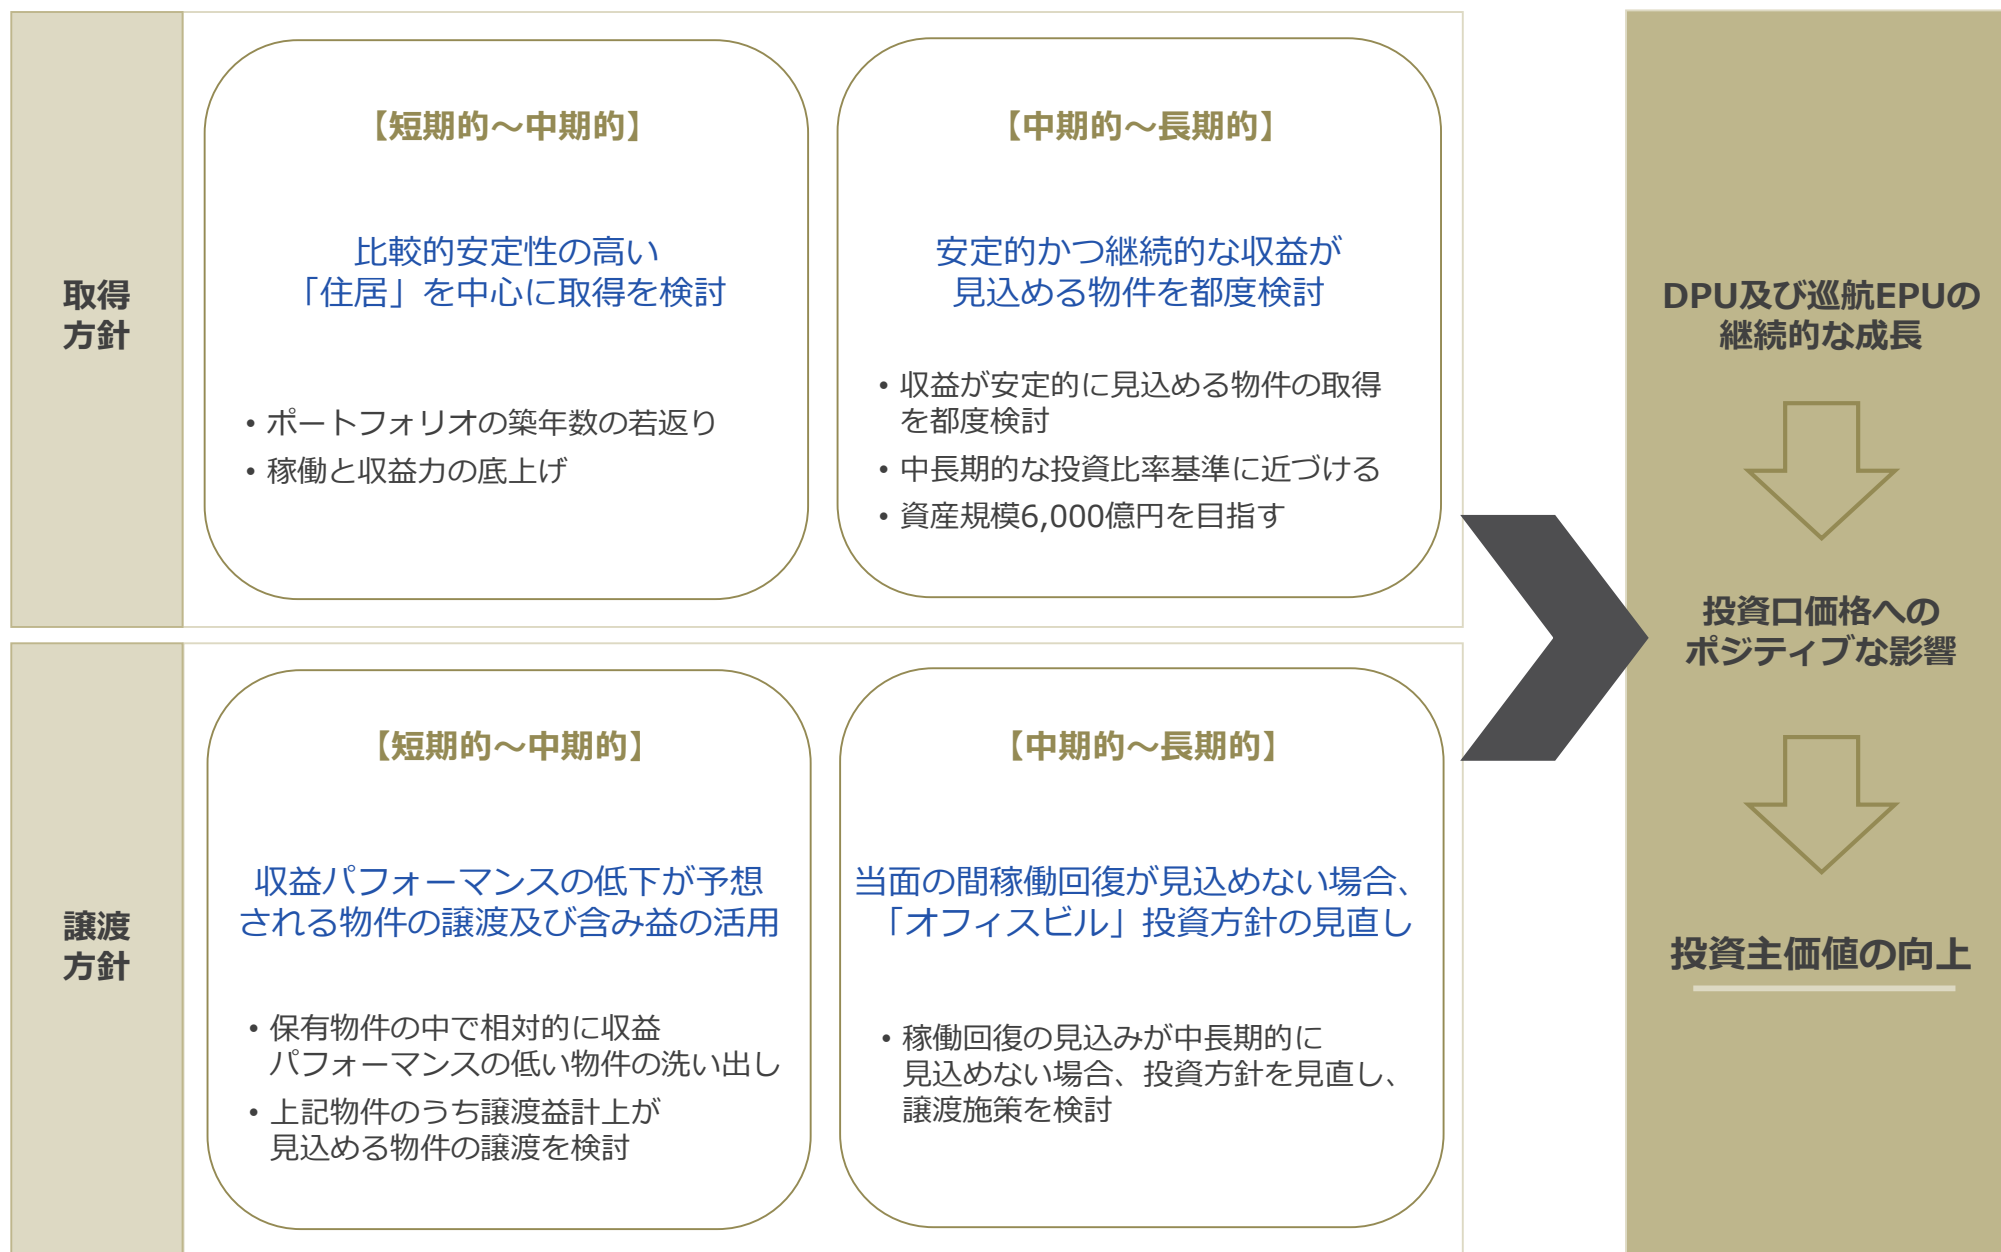 取得
方針
【短期的～中期的】
比較的安定性の高い
「住居」を中心に取得を検討
・ポートフォリオの築年数の若返り
・稼働と収益力の底上げ
【中期的～長期的】
安定的かつ継続的な収益が
見込める物件を都度検討
・収益が安定的に見込める物件の取得
を都度検討
・中長期的な投資比率基準に近づける
・資産規模6,000億円を目指す
譲渡
方針
【短期的～中期的】
収益パフォーマンスの低下が予想
される物件の譲渡及び含み益の活用
・保有物件の中で相対的に収益
パフォーマンスの低い物件の洗い出し
・上記物件のうち譲渡益計上が
見込める物件の譲渡を検討
【中期的～長期的】
当面の間稼働回復が見込めない場合、
「オフィスビル」投資方針の見直し
・稼働回復の見込みが中長期的に
見込めない場合、投資方針を見直し、
譲渡施策を検討
DPU及び巡航EPUの
継続的な成長
投資口価格への
ポジティブな影響
投資主価値の向上